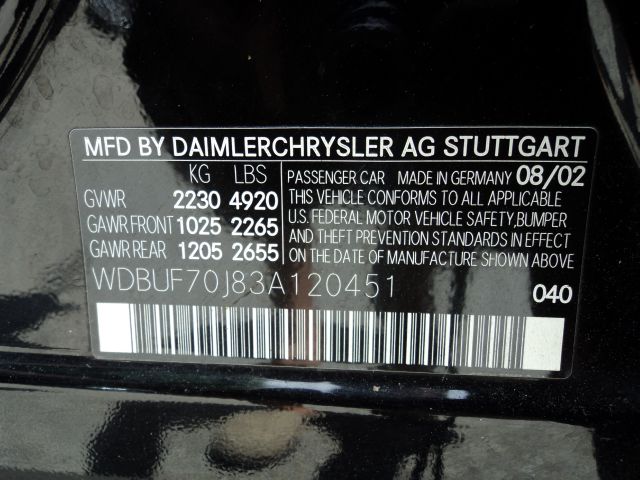 MFD BY DAIMLERCHRYSLER AG STUTTGART
KG LBS
GVWR 2230 4920
GAWR FRONT 1025 2265
GAWR REAR 1205 2655
PASSENGER CAR MADE IN GERMANY 08/02
THIS VEHICLE CONFORMS TO ALL APPLICABLE
U.S. FEDERAL MOTOR VEHICLE SAFETY, BUMPER
AND THEFT PREVENTION STANDARDS IN EFFECT
ON THE DATE OF MANUFACTURE SHOWN ABOVE.
WDBUF70J83A120451
040